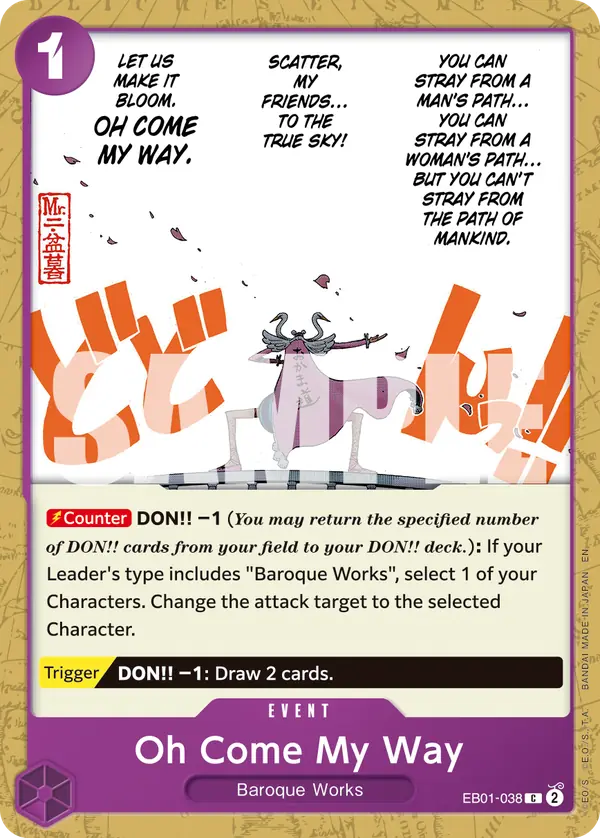 1
LET US
MAKE IT
BLOOM.
OH COME
MY WAY.
SCATTER,
MY
FRIENDS...
TO THE
TRUE SKY!
YOU CAN
STRAY FROM A
MAN'S PATH...
YOU CAN
STRAY FROM A
WOMAN'S PATH...
BUT YOU CAN'T
STRAY FROM
THE PATH OF
MANKIND.
Mr.二・盆暮
SAMPLE
Counter DON!! −1 (You may return the specified number
of DON!! cards from your field to your DON!! deck.): If your
Leader's type includes "Baroque Works", select 1 of your
Characters. Change the attack target to the selected
Character.
Trigger DON!! −1: Draw 2 cards.
EVENT
Oh Come My Way
Baroque Works
EB01-038 C 2
©E.O./S., ©E.O./S.,T,A. BANDAI MADE IN JAPAN EN